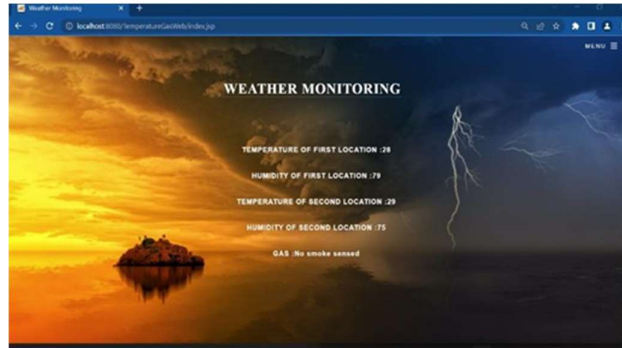 Weather Monitoring
localhost:8080/TemperatureGasWeb/index.jsp
MENU
WEATHER MONITORING
TEMPERATURE OF FIRST LOCATION :28
HUMIDITY OF FIRST LOCATION :79
TEMPERATURE OF SECOND LOCATION :29
HUMIDITY OF SECOND LOCATION :75
GAS :No smoke sensed